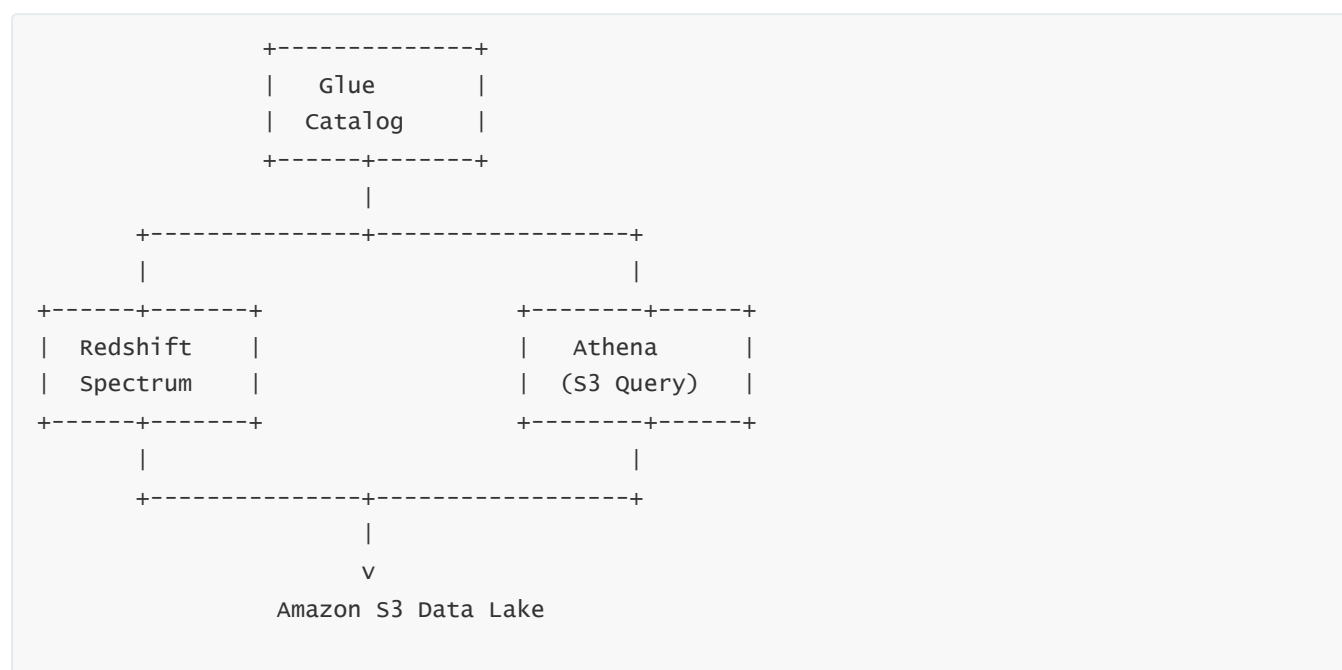 +--------------+
| Glue |
| Catalog |
+------+-------+
|
+---------------+------------------+
| |
+------+-------+ +--------+------+
| Redshift | | Athena |
| Spectrum | | (S3 Query) |
+------+-------+ +--------+------+
| |
+---------------+------------------+
|
v
Amazon S3 Data Lake